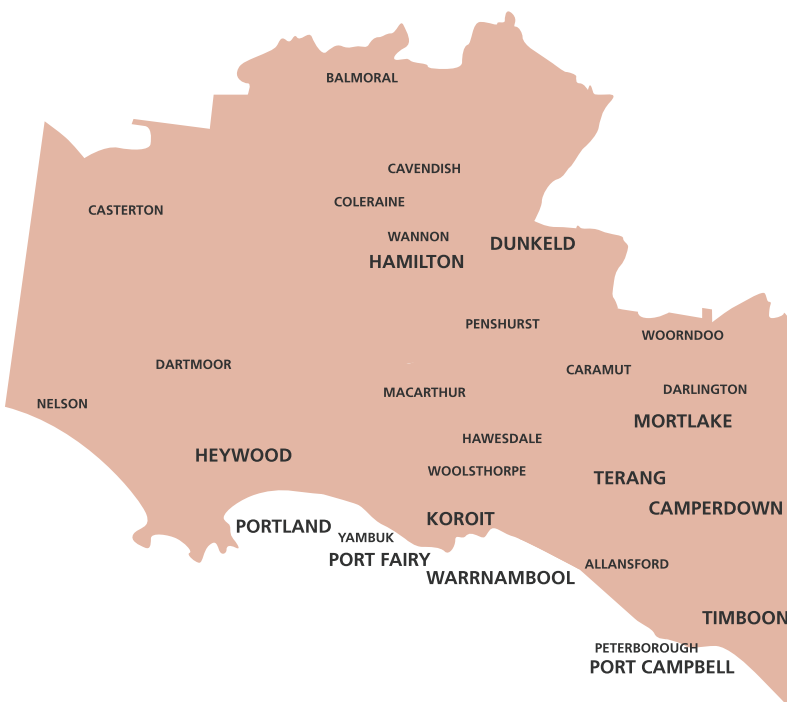 BALMORAL
CAVENDISH
COLERAINE
CASTERTON
WANNON
DUNKELD
HAMILTON
PENSHURST
WOORNDOO
DARTMOOR
CARAMUT
DARLINGTON
MACARTHUR
NELSON
MORTLAKE
HAWESDALE
HEYWOOD
WOOLSTHORPE
TERANG
CAMPERDOWN
KOROIT
PORTLAND
YAMBUK
PORT FAIRY
ALLANSFORD
WARRNAMBOOL
TIMBOON
PETERBOROUGH
PORT CAMPBELL